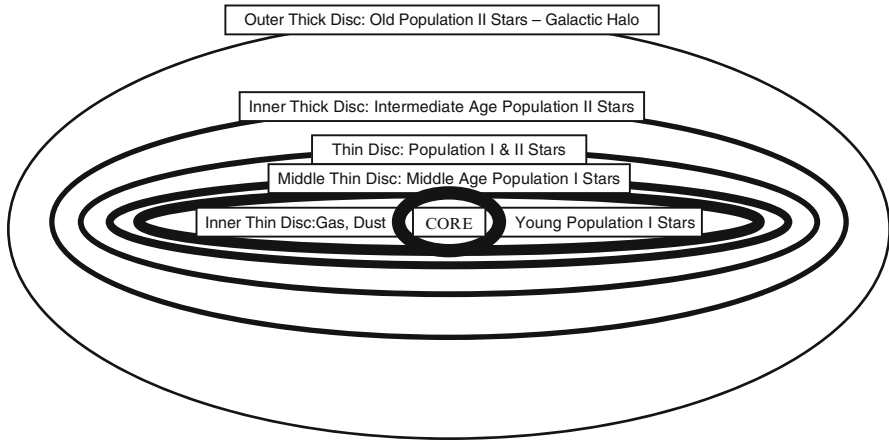 Outer Thick Disc: Old Population II Stars – Galactic Halo
Inner Thick Disc: Intermediate Age Population II Stars
Thin Disc: Population I & II Stars
Middle Thin Disc: Middle Age Population I Stars
Inner Thin Disc:Gas, Dust
CORE
Young Population I Stars